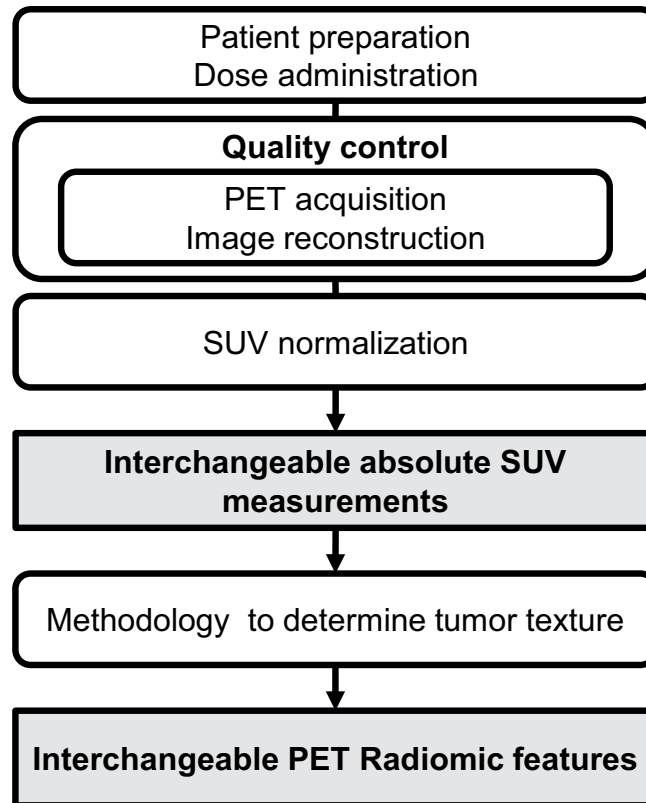 Patient preparation
Dose administration
Quality control
PET acquisition
Image reconstruction
SUV normalization
Interchangeable absolute SUV
measurements
Methodology  to determine tumor texture
Interchangeable PET Radiomic features